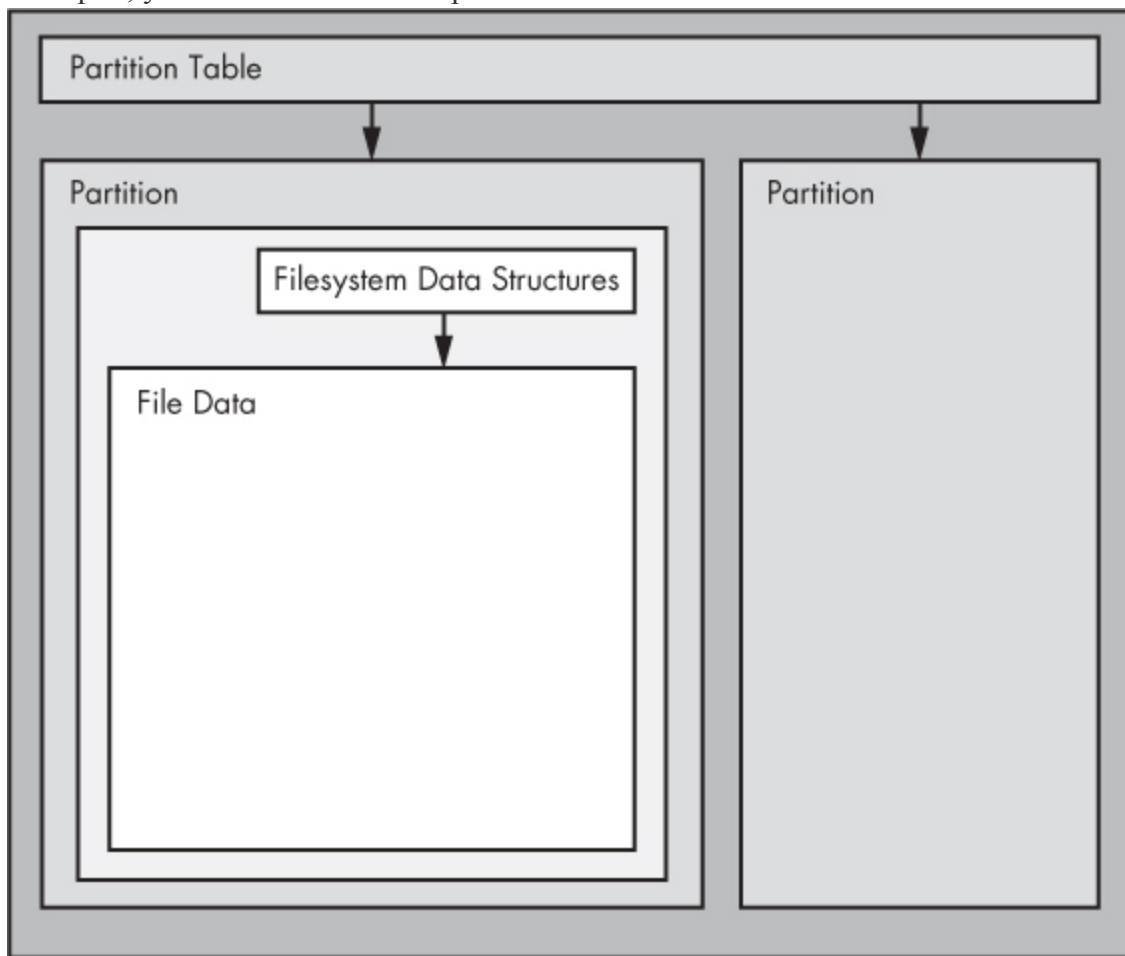 Partition Table
Partition
Partition
Filesystem Data Structures
File Data